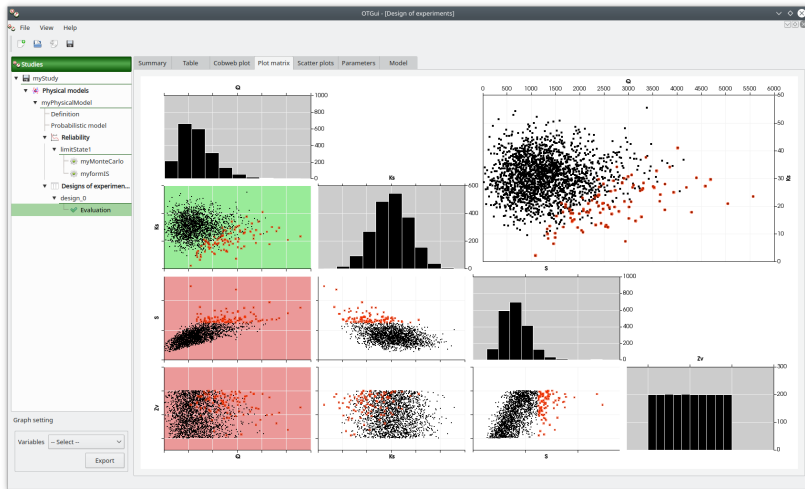 OTGui - [Design of experiments]
File View Help
Studies
Summary Table Cobweb plot Plot matrix Scatter plots Parameters Model
myStudy
Physical models
myPhysicalModel
Definition
Probabilistic model
Reliability
limitState1
myMonteCarlo
myformIS
Designs of experimen...
design_0
Evaluation
Graph setting
Variables -- Select --
Export
Q
1000
800
600
400
200
0
Q
0 500 1000 1500 2000 2500 3000 3500 4000 4500 5000 5500 6000
60
50
40
30
20
10
0
Ks
Ks
600
400
200
0
Ks
S
1000
800
600
400
200
0
S
Zv
300
200
100
0
Zv
Q
Ks
S